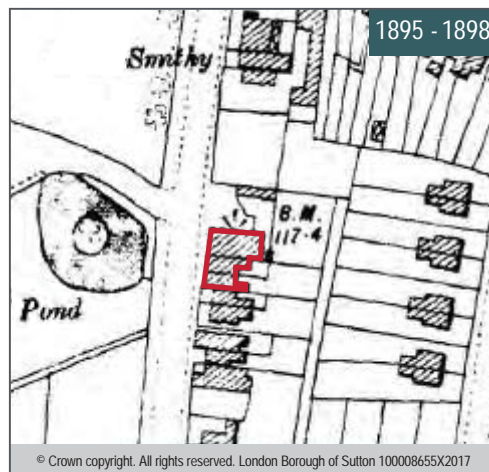 1895 - 1898
Smithy
B.M.
117.4
Pond
© Crown copyright. All rights reserved. London Borough of Sutton 100008655X2017